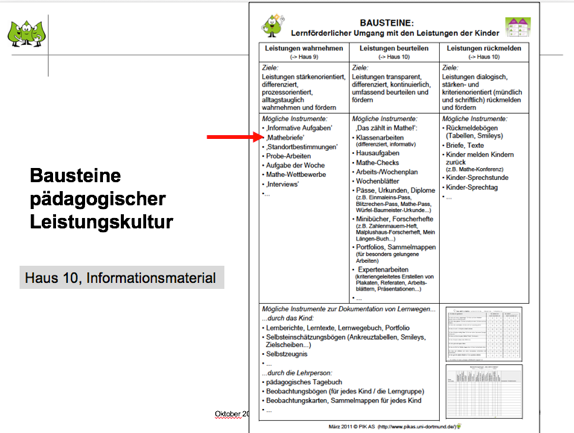 BAUSTEINE:
Lernförderlicher Umgang mit den Leistungen der Kinder
Leistungen wahrnehmen
(-> Haus 9)
Leistungen beurteilen
(-> Haus 10)
Leistungen rückmelden
(-> Haus 10)
Ziele:
Leistungen stärkenorientiert,
differenziert,
prozessorientiert,
alltagstauglich
wahrnehmen und fördern
Ziele:
Leistungen transparent,
differenziert, kontinuierlich,
umfassend beurteilen und
fördern
Ziele:
Leistungen dialogisch,
stärken- und
kriterienorientiert (mündlich
und schriftlich) rückmelden
und fördern
Mögliche Instrumente:
• ‚Informative Aufgaben'
• ‚Mathebriefe'
• ‚Standortbestimmungen'
• Probe-Arbeiten
• Aufgabe der Woche
• Mathe-Wettbewerbe
• ‚Interviews'
• ...
Mögliche Instrumente:
• ‚Das zählt in Mathe!':
• Klassenarbeiten
(differenziert, informativ)
• Hausaufgaben
• Mathe-Checks
• Arbeits-/Wochenplan
• Wochenblätter
• Pässe, Urkunden, Diplome
(z.B. Einmaleins-Pass,
Blitzrechen-Pass, Mathe-Pass,
Würfel-Baumeister-Urkunde...)
• Minibücher, Forscherhefte
(z.B. Zahlenmauern-Heft,
Malplushaus-Forscherheft, Mein
Längen-Buch...)
• Portfolios, Sammelmappen
(für besonders gelungene
Arbeiten)
• Expertenarbeiten
(kriteriengeleitetes Erstellen von
Plakaten, Referaten, Arbeits-
blättern, Präsentationen...)
• ...
Mögliche Instrumente:
• Rückmeldebögen
(Tabellen, Smileys)
• Briefe, Texte
• Kinder melden Kindern
zurück
(z.B. Mathe-Konferenz)
• Kinder-Sprechstunde
• Kinder-Sprechtag
• ...
Bausteine
pädagogischer
Leistungskultur
Haus 10, Informationsmaterial
Mögliche Instrumente zur Dokumentation von Lernwegen...
...durch das Kind:
• Lernberichte, Lerntexte, Lernwegebuch, Portfolio
• Selbsteinschätzungsbögen (Ankreuztabellen, Smileys,
Zielscheiben...)
• Selbstzeugnis
• ...
...durch die Lehrperson:
• pädagogisches Tagebuch
• Beobachtungsbögen (für jedes Kind / die Lerngruppe)
• Beobachtungskarten, Sammelmappen für jedes Kind
• ...
Oktober 20
März 2011 © PIK AS (http://www.pikas.uni-dortmund.de/)